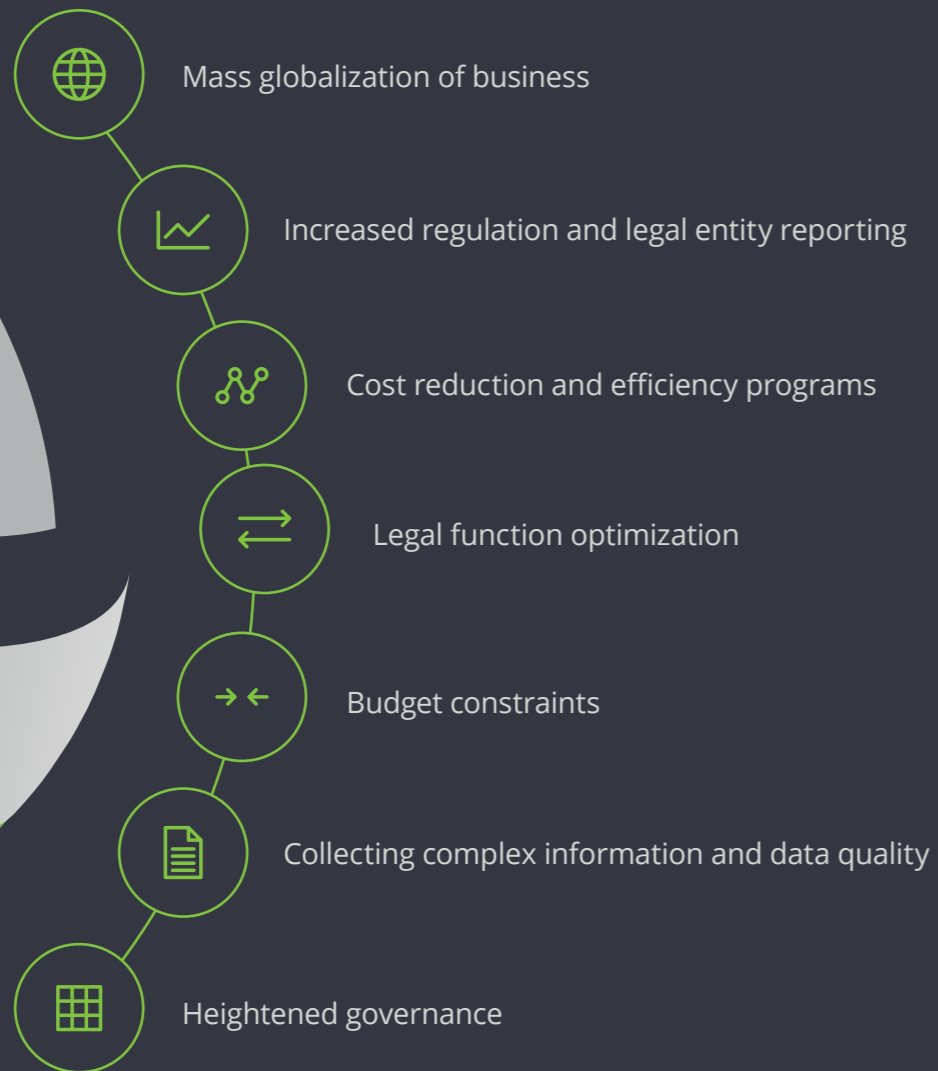 Mass globalization of business
Increased regulation and legal entity reporting
Cost reduction and efficiency programs
Legal function optimization
Budget constraints
Collecting complex information and data quality
Heightened governance